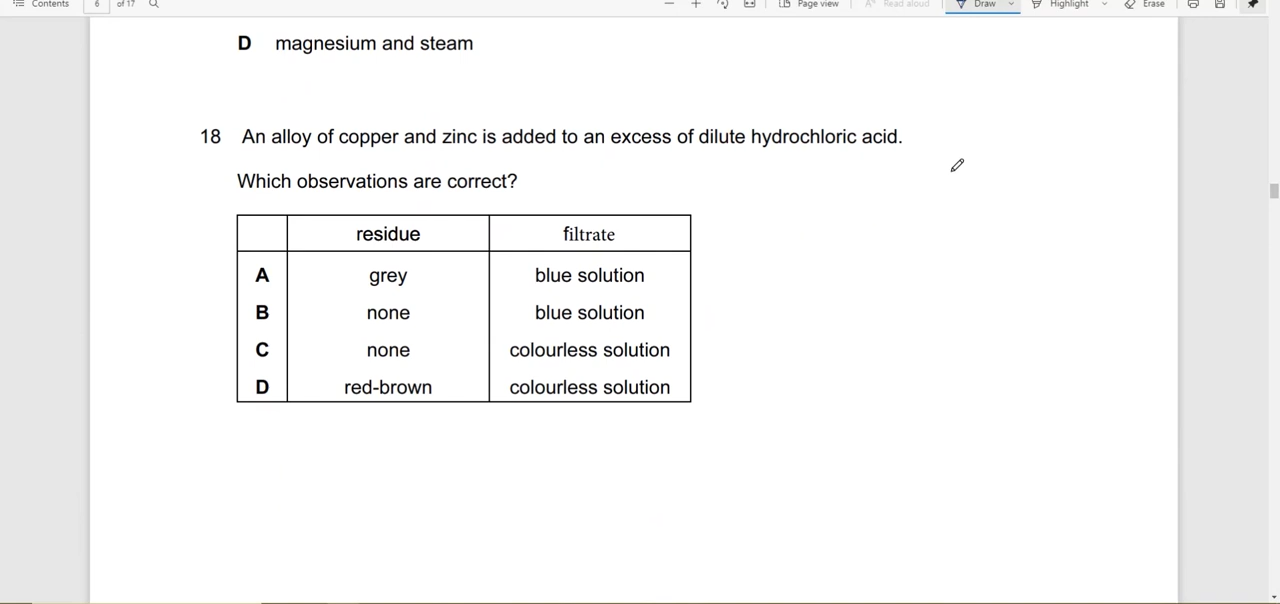 Contents 6 of 17 Page view Read aloud Draw Highlight Erase
D magnesium and steam
18 An alloy of copper and zinc is added to an excess of dilute hydrochloric acid.
Which observations are correct?
residue filtrate
A grey blue solution
B none blue solution
C none colourless solution
D red-brown colourless solution